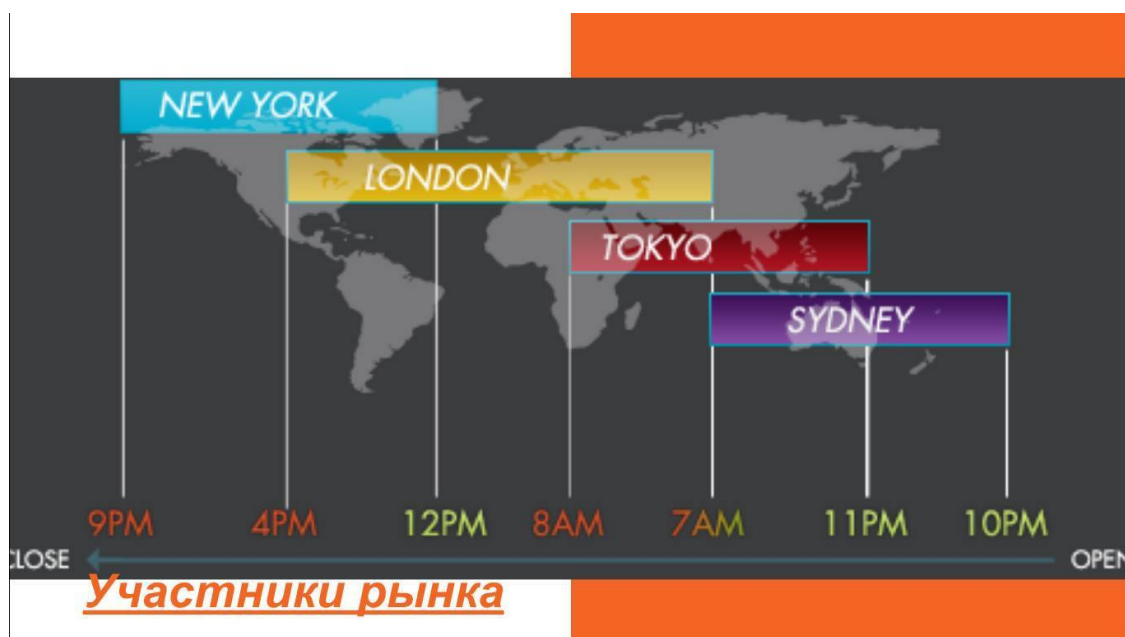 NEW YORK
LONDON
TOKYO
SYDNEY
9PM 4PM 12PM 8AM 7AM 11PM 10PM
CLOSE OPEN
Участники рынка